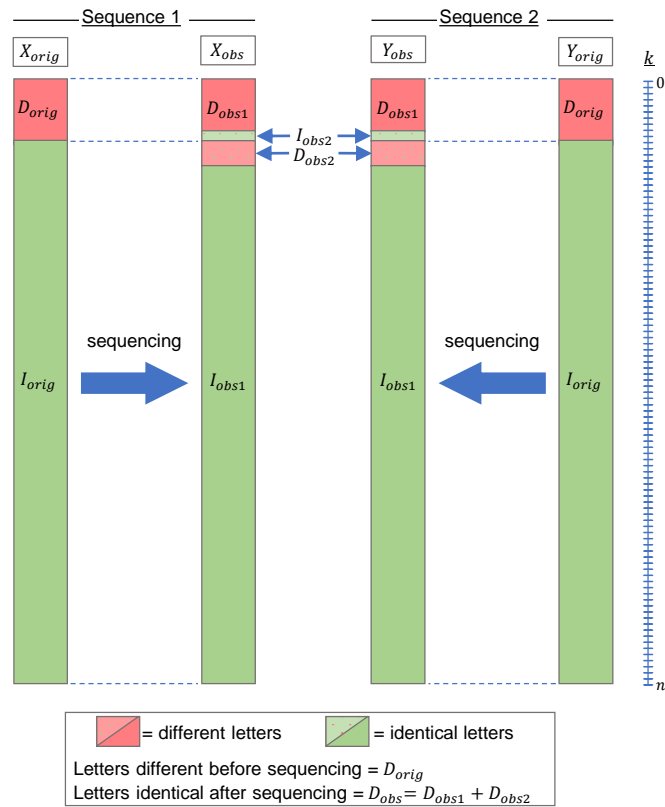 Sequence 1
Sequence 2
X_orig
X_obs
Y_obs
Y_orig
k
0
D_orig
D_obs1
D_obs1
D_orig
I_obs2
D_obs2
sequencing
sequencing
I_orig
I_obs1
I_obs1
I_orig
n
= different letters
= identical letters
Letters different before sequencing = D_orig
Letters identical after sequencing = D_obs= D_obs1 + D_obs2